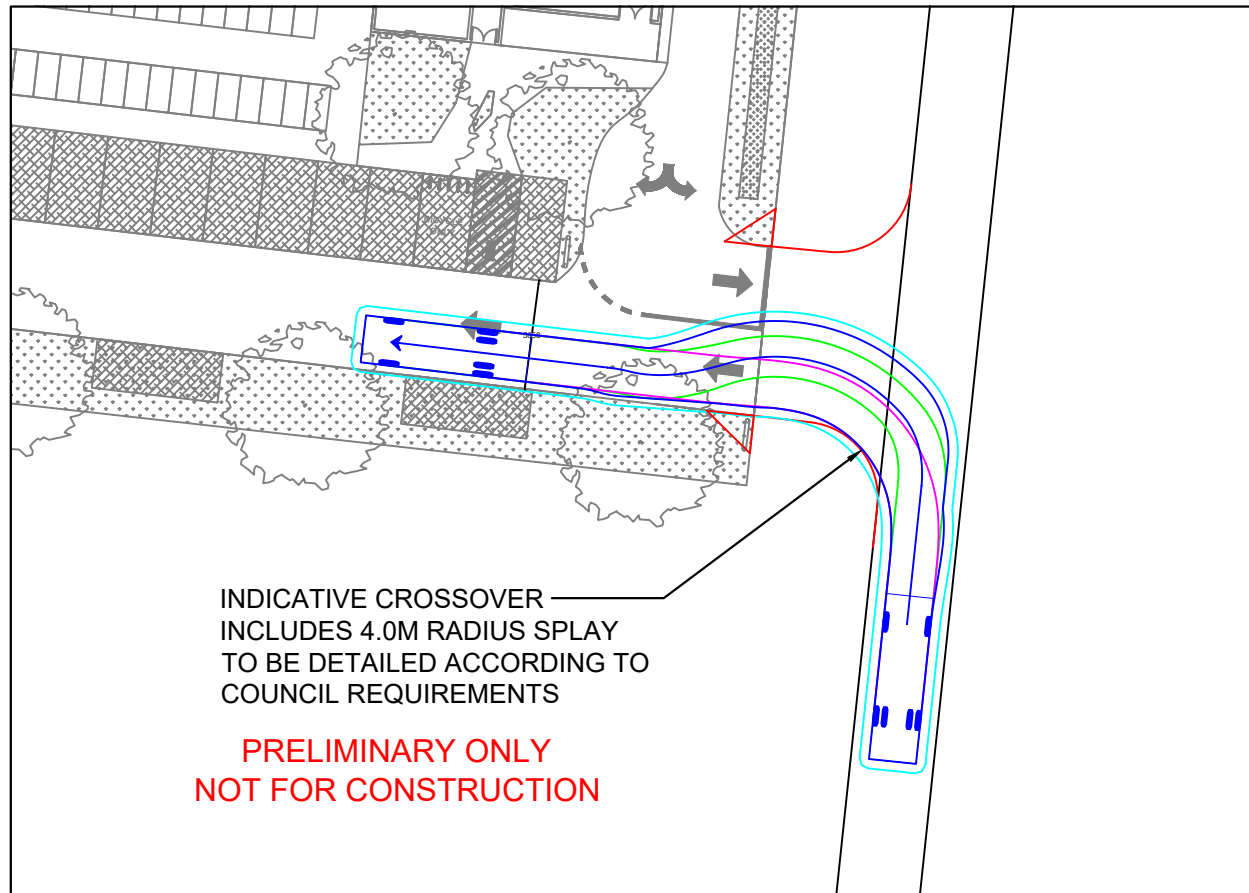 INDICATIVE CROSSOVER
INCLUDES 4.0M RADIUS SPLAY
TO BE DETAILED ACCORDING TO
COUNCIL REQUIREMENTS
PRELIMINARY ONLY
NOT FOR CONSTRUCTION